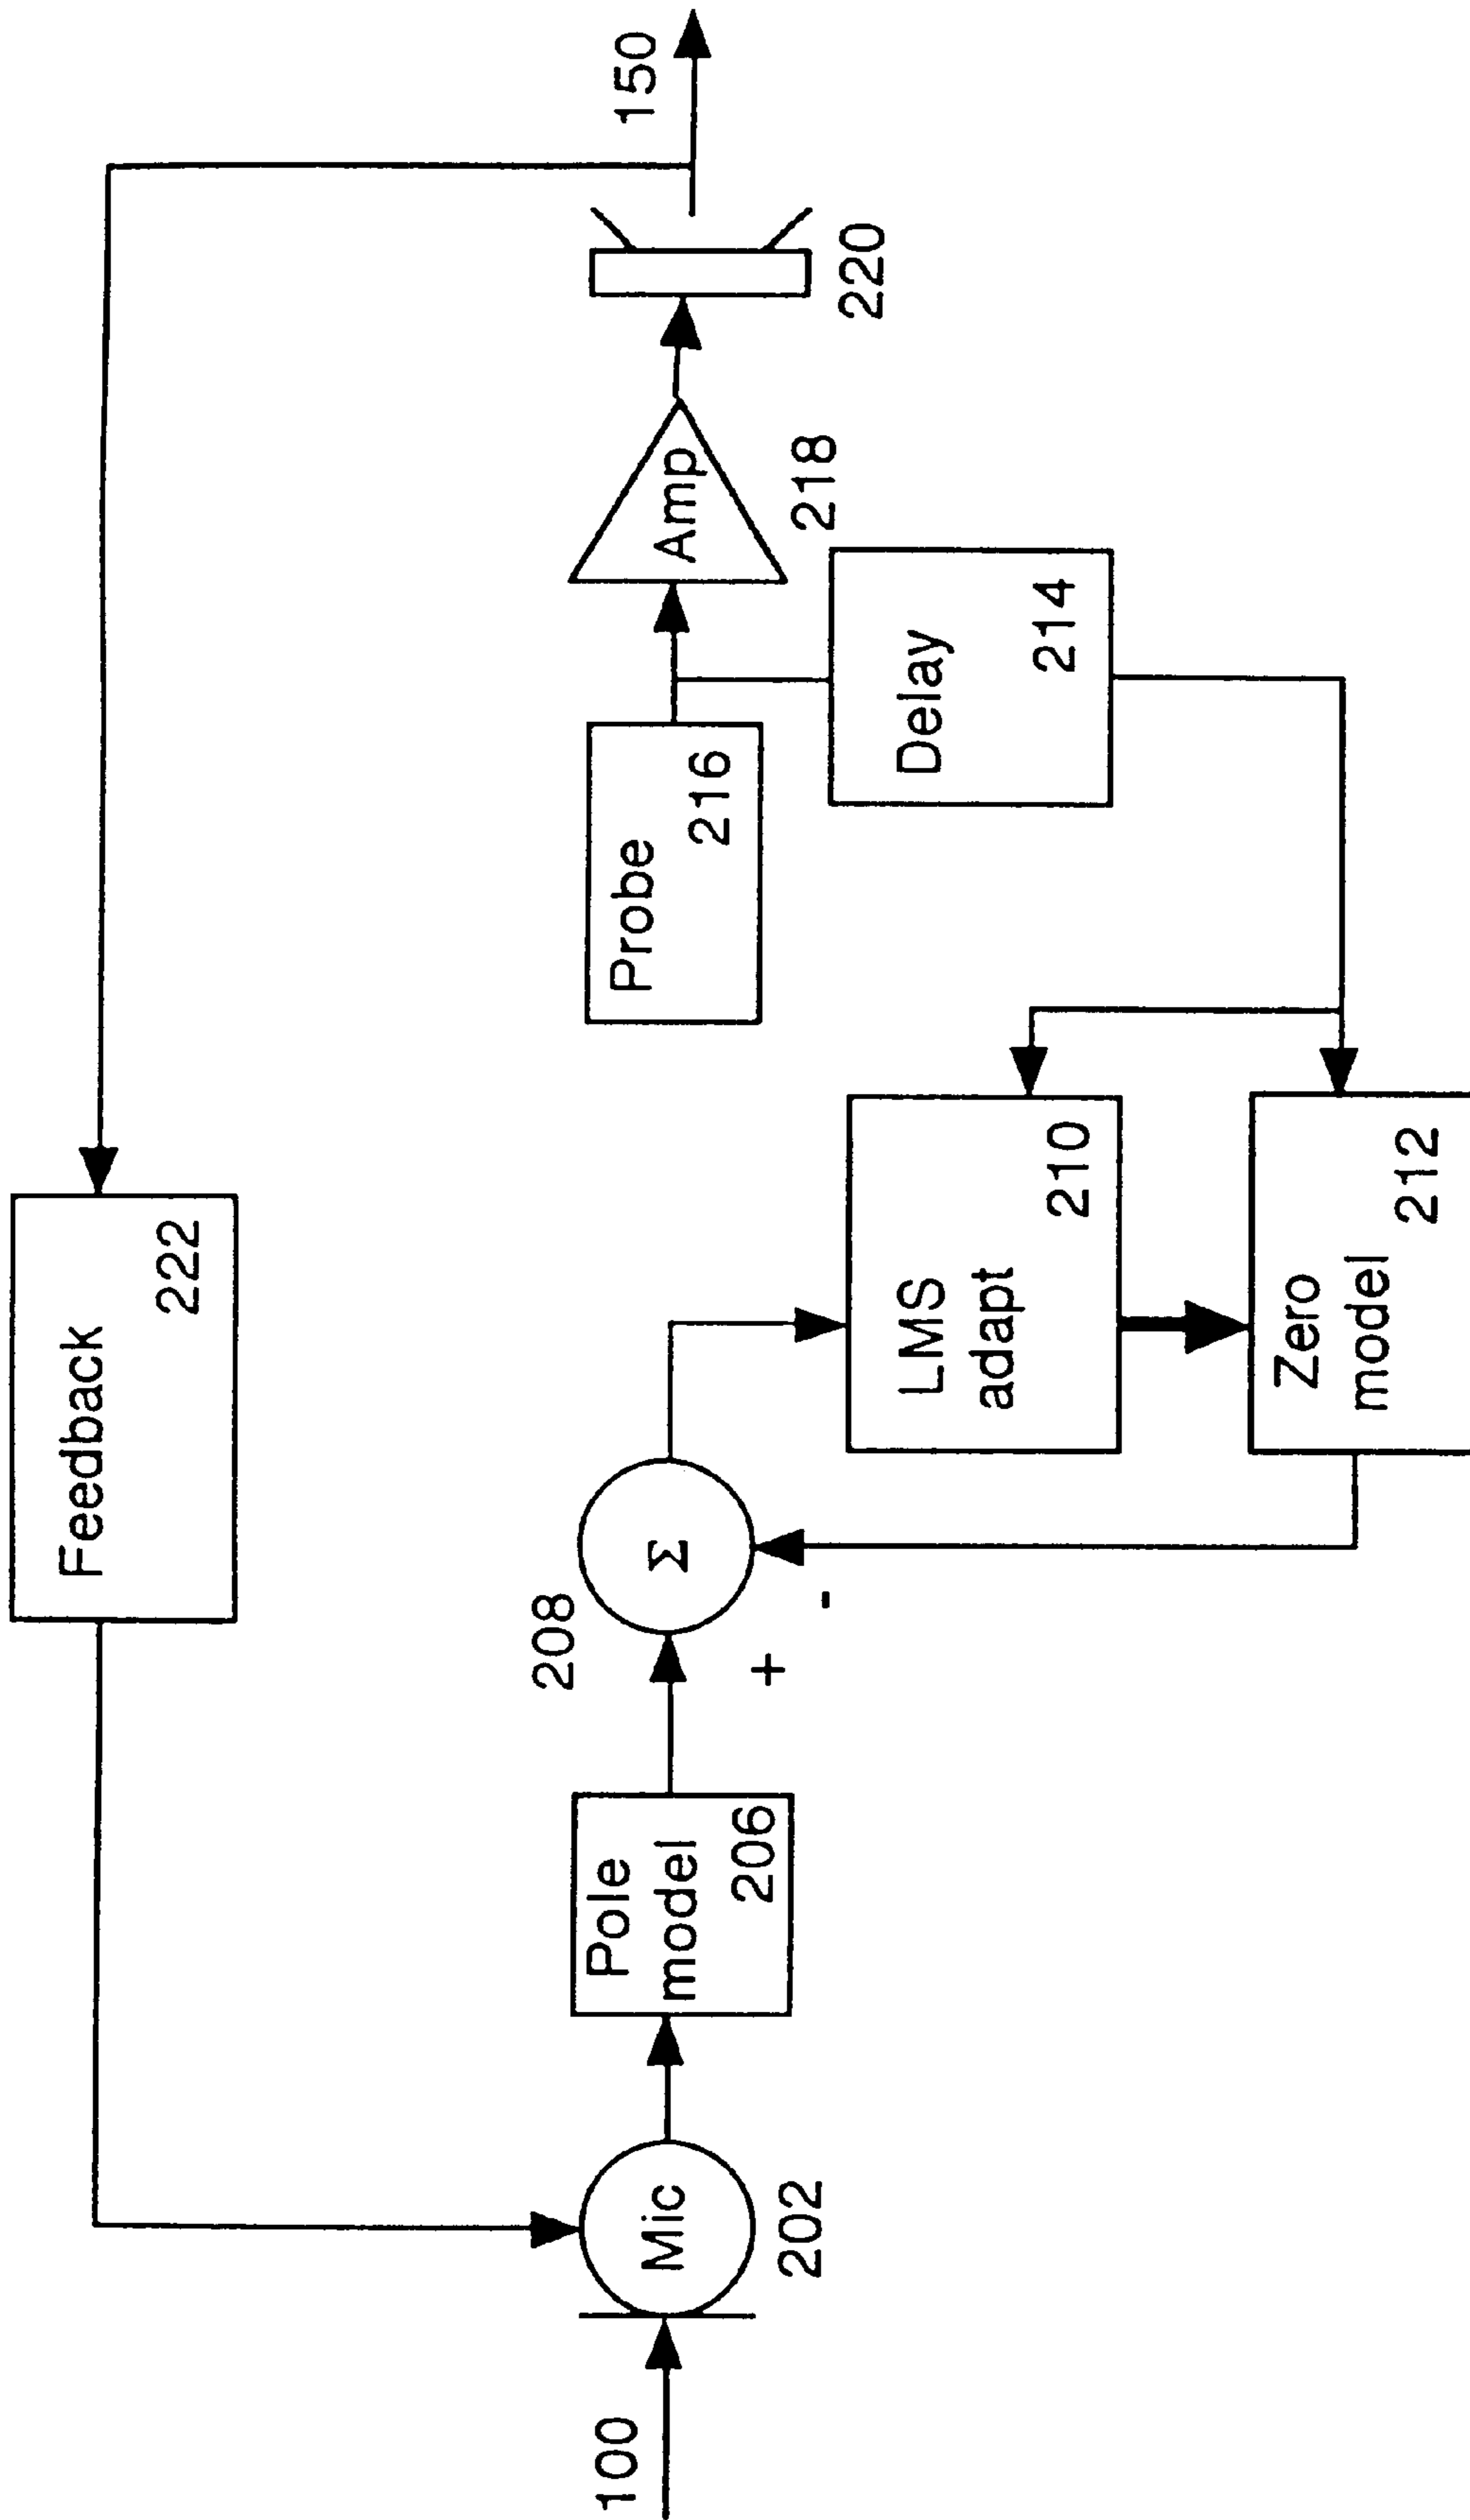 Feedback
222
100
Mic
202
Pole
model
206
208
Σ
+
-
Probe
216
Amp
218
220
150
LMS
adapt
210
Delay
214
Zero
model
212